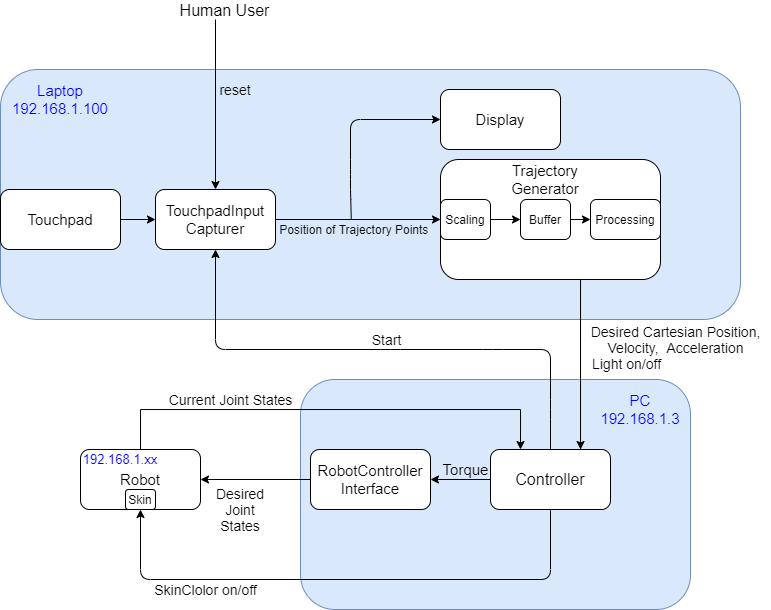 Human User
reset
Laptop
192.168.1.100
Display
Trajectory
Generator
Touchpad
TouchpadInput
Capturer
Position of Trajectory Points
Scaling
Buffer
Processing
Start
Desired Cartesian Position,
Velocity, Acceleration
Light on/off
Current Joint States
PC
192.168.1.3
192.168.1.xx
Robot
Skin
Desired
Joint
States
RobotController
Interface
Torque
Controller
SkinClolor on/off